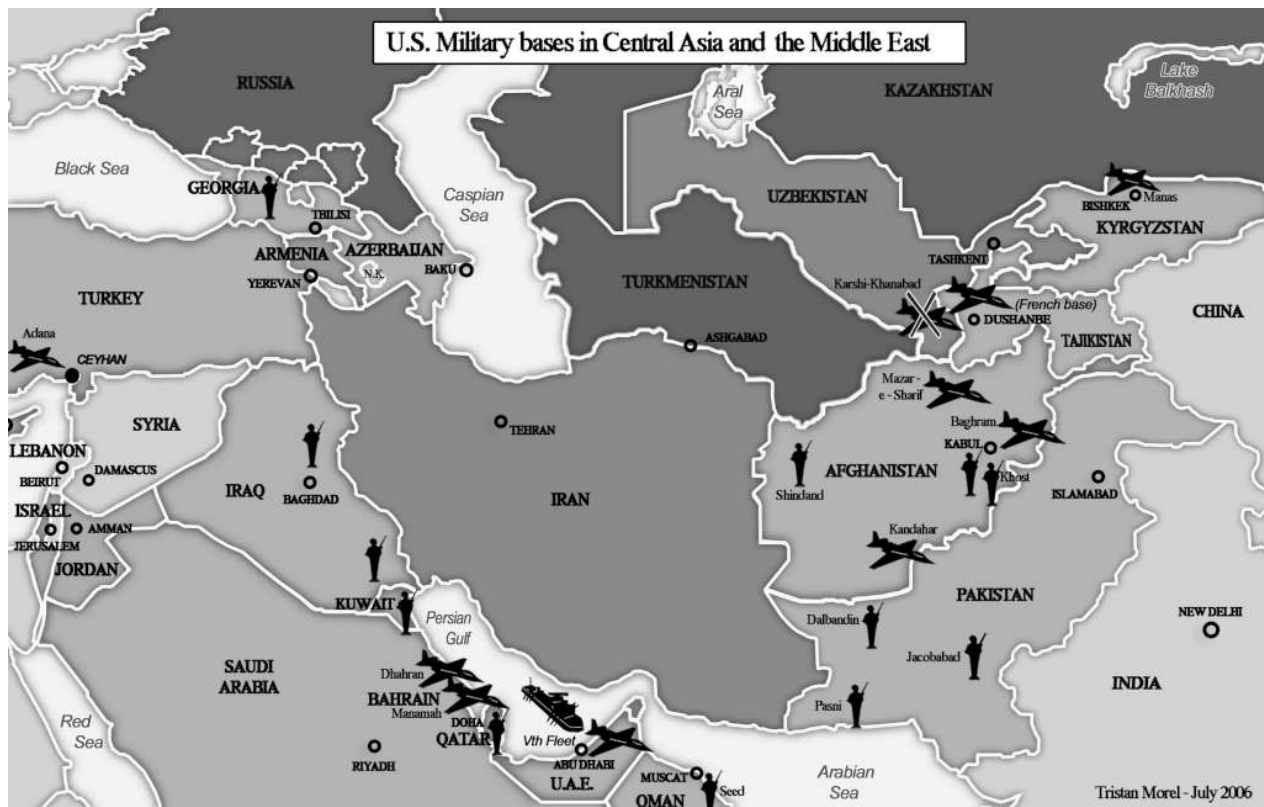 U.S. Military bases in Central Asia and the Middle East
RUSSIA
Aral
Sea
KAZAKHSTAN
Lake
Balkhash
Black Sea
GEORGIA
TBILISI
Caspian
Sea
UZBEKISTAN
BISHKEK
Manas
KYRGYZSTAN
ARMENIA
AZERBAIJAN
YEREVAN
N.K.
BAKU
TASHKENT
TURKEY
TURKMENISTAN
Karshi-Khanabad
(French base)
DUSHANBE
CHINA
Adana
CEYHAN
ASHGABAD
TAJIKISTAN
SYRIA
TEHRAN
Mazar -
e - Sharif
Baghram
KABUL
LEBANON
BEIRUT
DAMASCUS
IRAQ
BAGHDAD
IRAN
AFGHANISTAN
Shindand
Khost
ISLAMABAD
ISRAEL
JERUSALEM
AMMAN
JORDAN
Kandahar
KUWAIT
Persian
Gulf
Dalbandin
PAKISTAN
NEW DELHI
SAUDI
ARABIA
Dhahran
BAHRAIN
Manamah
Jacobabad
INDIA
Red
Sea
DOHA
QATAR
Vth Fleet
Pasni
RIYADH
ABU DHABI
U.A.E.
MUSCAT
OMAN
Seed
Arabian
Sea
Tristan Morel - July 2006